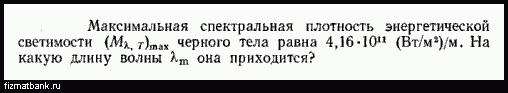 Максимальная спектральная плотность энергетической
светимости (Mλ, T)max черного тела равна 4,16·10¹¹ (Вт/м²)/м. На
какую длину волны λm она приходится?
fizmatbank.ru